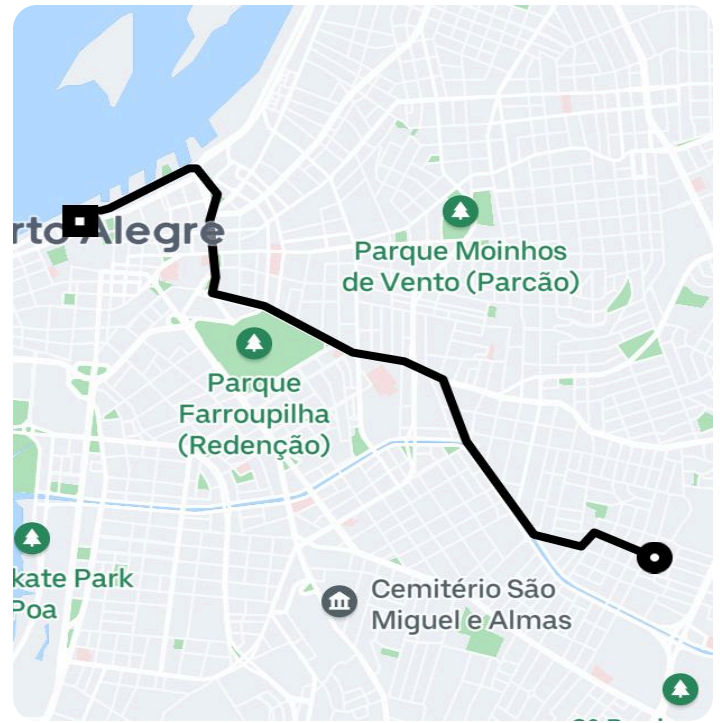 rto Alegre
Parque Moinhos
de Vento (Parcão)
Parque
Farroupilha
(Redenção)
kate Park
Poa
Cemitério São
Miguel e Almas